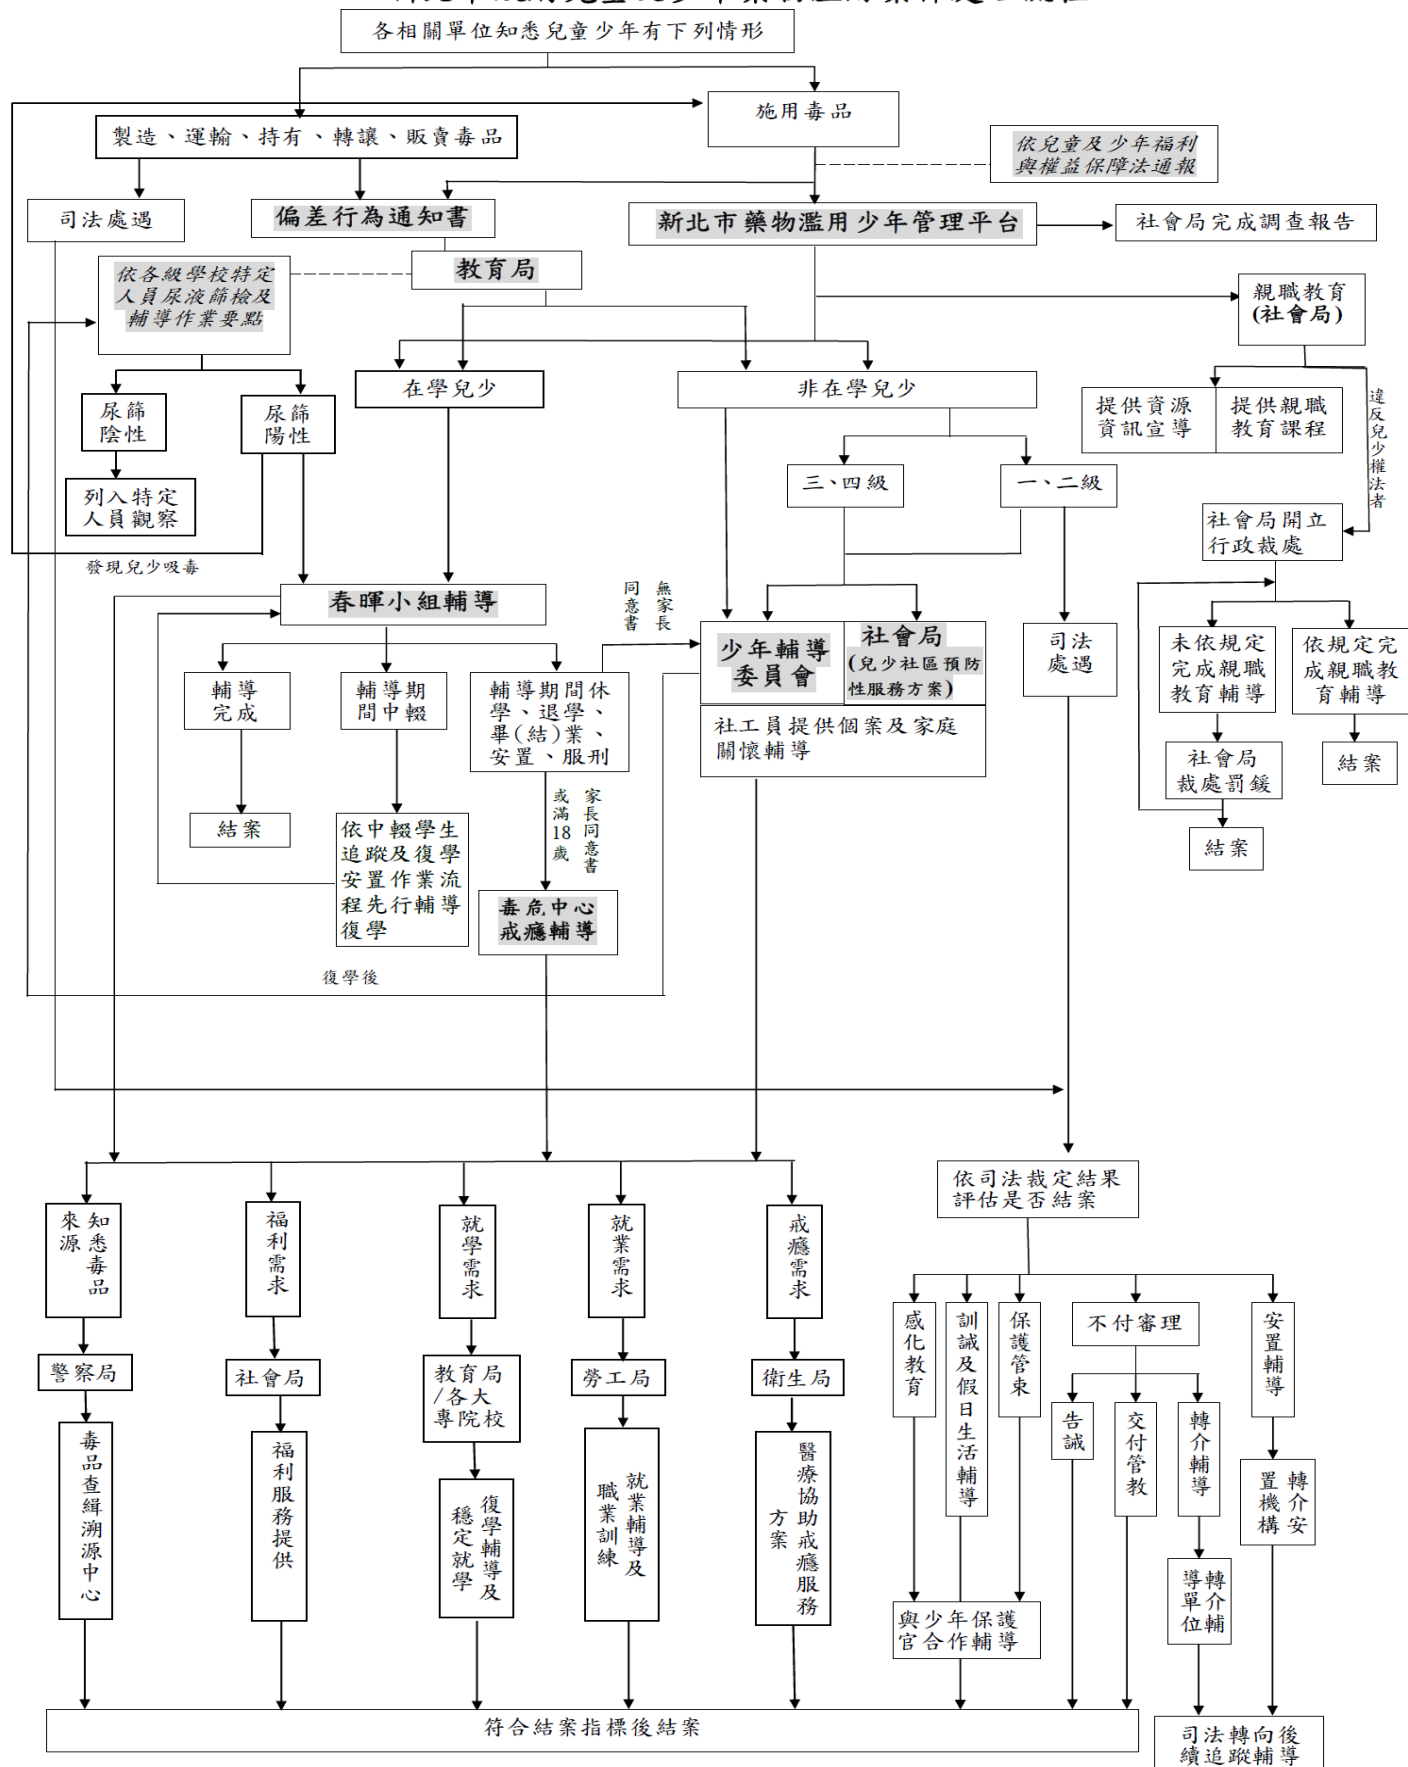 各相關單位知悉兒童少年有下列情形
施用毒品
製造、運輸、持有、轉讓、販賣毒品
依兒童及少年福利
與權益保障法通報
司法處遇
偏差行為通知書
新北市藥物濫用少年管理平台
社會局完成調查報告
教育局
依各級學校特定
人員尿液篩檢及
輔導作業要點
親職教育
(社會局)
在學兒少
非在學兒少
尿篩
陰性
尿篩
陽性
提供資源
資訊宣導
提供親職
教育課程
違反兒少權法者
三、四級
一、二級
列入特定
人員觀察
社會局開立
行政裁處
發現兒少吸毒
春暉小組輔導
無家長
同意書
少年輔導
委員會
社會局
(兒少社區預防
性服務方案)
司法
處遇
未依規定
完成親職
教育輔導
依規定完
成親職教
育輔導
輔導
完成
輔導期
間中輟
輔導期間休
學、退學、
畢(結)業、
安置、服刑
社工員提供個案及家庭
關懷輔導
社會局
裁處罰鍰
結案
結案
結案
依中輟學生
追蹤及復學
安置作業流
程先行輔導
復學
家長同意書
或滿18歲
毒危中心
戒癮輔導
復學後
依司法裁定結果
評估是否結案
知悉毒品
來源
福利需求
就學需求
就業需求
戒癮需求
感化教育
訓誡及假日生活輔導
保護管束
不付審理
安置輔導
警察局
社會局
教育局
/各大
專院校
勞工局
衛生局
告誡
交付管教
轉介輔導
毒品查緝溯源中心
福利服務提供
復學輔導及
穩定就學
就業輔導及
職業訓練
醫療協助戒癮服務
方案
轉介安
置機構
轉介輔
導單位
與少年保護
官合作輔導
符合結案指標後結案
司法轉向後
續追蹤輔導